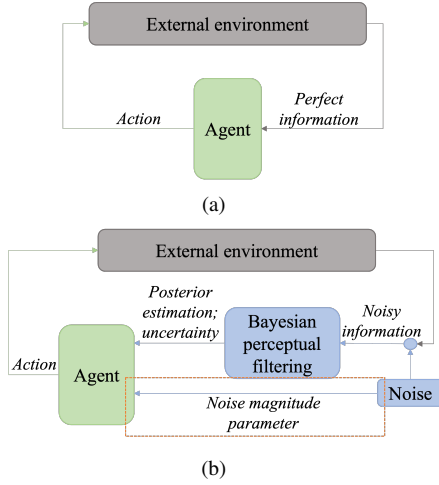 External environment
Perfect
information
Action
Agent
(a)
External environment
Posterior
estimation;
uncertainty
Bayesian
perceptual
filtering
Noisy
information
Action
Agent
Noise
Noise magnitude
parameter
(b)